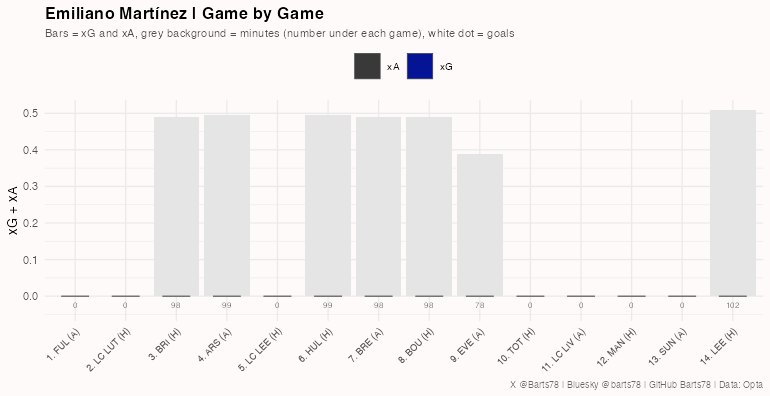 Emiliano Martínez | Game by Game
Bars = xG and xA, grey background = minutes (number under each game), white dot = goals
xA xG
xG + xA
0.5
0.4
0.3
0.2
0.1
0.0
0 0 98 99 0 99 98 98 78 0 0 0 0 102
1. FUL (A)
2. LC LUT (H)
3. BRI (H)
4. ARS (A)
5. LC LEE (H)
6. HUL (H)
7. BRE (A)
8. BOU (H)
9. EVE (A)
10. TOT (H)
11. LC LIV (A)
12. MAN (H)
13. SUN (A)
14. LEE (H)
X @Barts78 | Bluesky @barts78 | GitHub Barts78 | Data: Opta